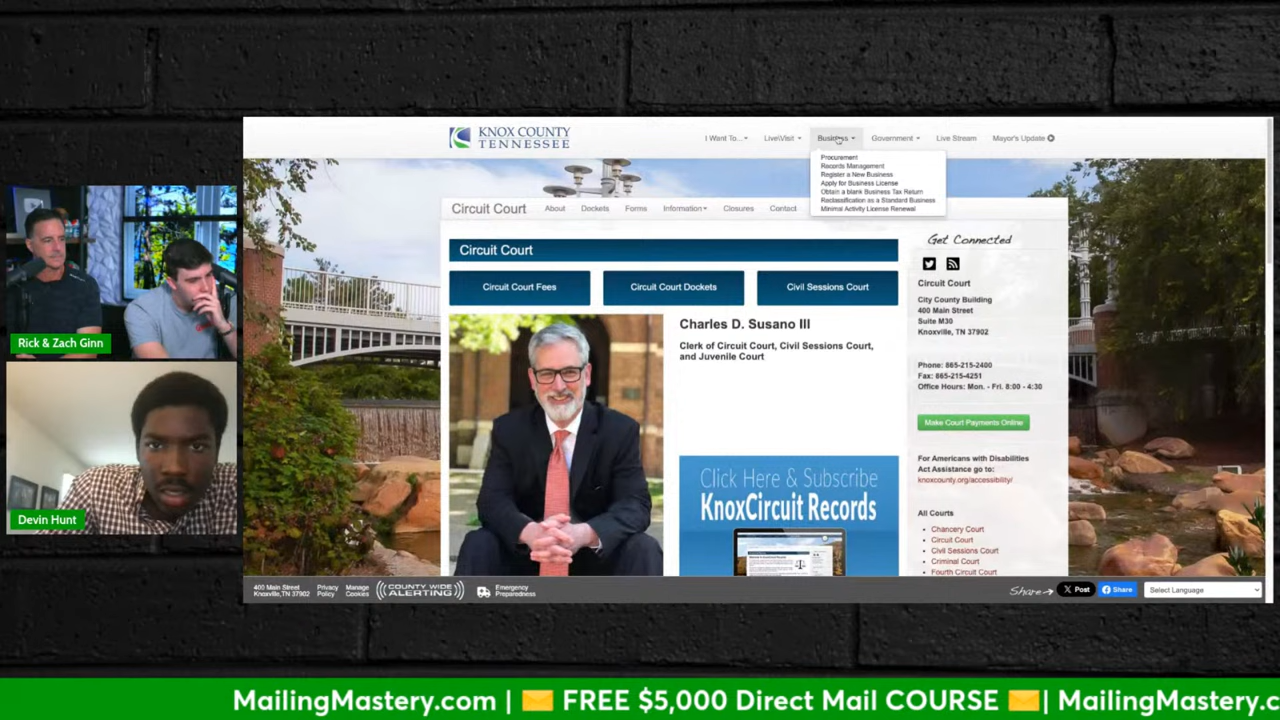 KNOX COUNTY
TENNESSEE
I Want To...
Live\Visit
Business
Government
Live Stream
Mayor's Update
Procurement
Records Management
Register a New Business
Apply for Business License
Obtain a blank Business Tax Return
Reclassification as a Standard Business
Minimal Activity License Renewal
Circuit Court
About
Dockets
Forms
Information
Closures
Contact
Circuit Court
Circuit Court Fees
Circuit Court Dockets
Civil Sessions Court
Charles D. Susano III
Clerk of Circuit Court, Civil Sessions Court,
and Juvenile Court
Click Here & Subscribe
KnoxCircuit Records
Get Connected
Circuit Court
City County Building
400 Main Street
Suite M30
Knoxville, TN 37902
Phone: 865-215-2400
Fax: 865-215-4251
Office Hours: Mon. - Fri. 8:00 - 4:30
Make Court Payments Online
For Americans with Disabilities
Act Assistance go to:
knoxcounty.org/accessibility/
All Courts
Chancery Court
Circuit Court
Civil Sessions Court
Criminal Court
Fourth Circuit Court
Rick & Zach Ginn
Devin Hunt
400 Main Street
Knoxville, TN 37902
Privacy
Policy
Manage
Cookies
COUNTY WIDE
ALERTING
Emergency
Preparedness
Share
Post
Share
Select Language
MailingMastery.com | ✉️ FREE $5,000 Direct Mail COURSE ✉️| MailingMastery.c